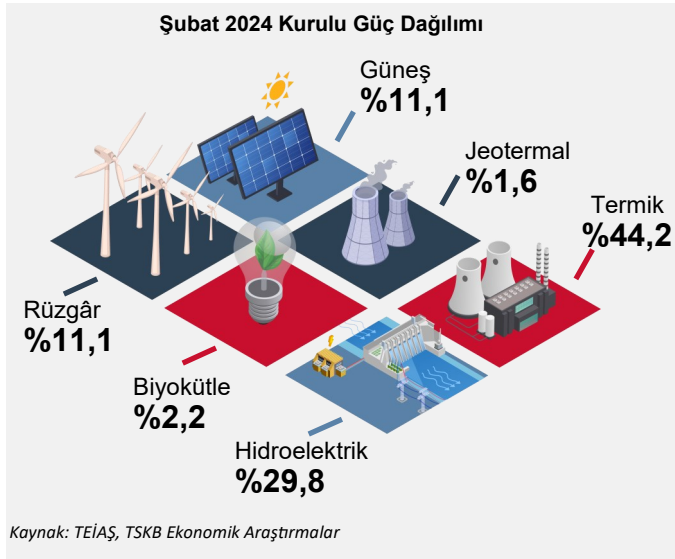 Şubat 2024 Kurulu Güç Dağılımı
Güneş
%11,1
Jeotermal
%1,6
Termik
%44,2
Rüzgâr
%11,1
Biyokütle
%2,2
Hidroelektrik
%29,8
Kaynak: TEİAŞ, TSKB Ekonomik Araştırmalar